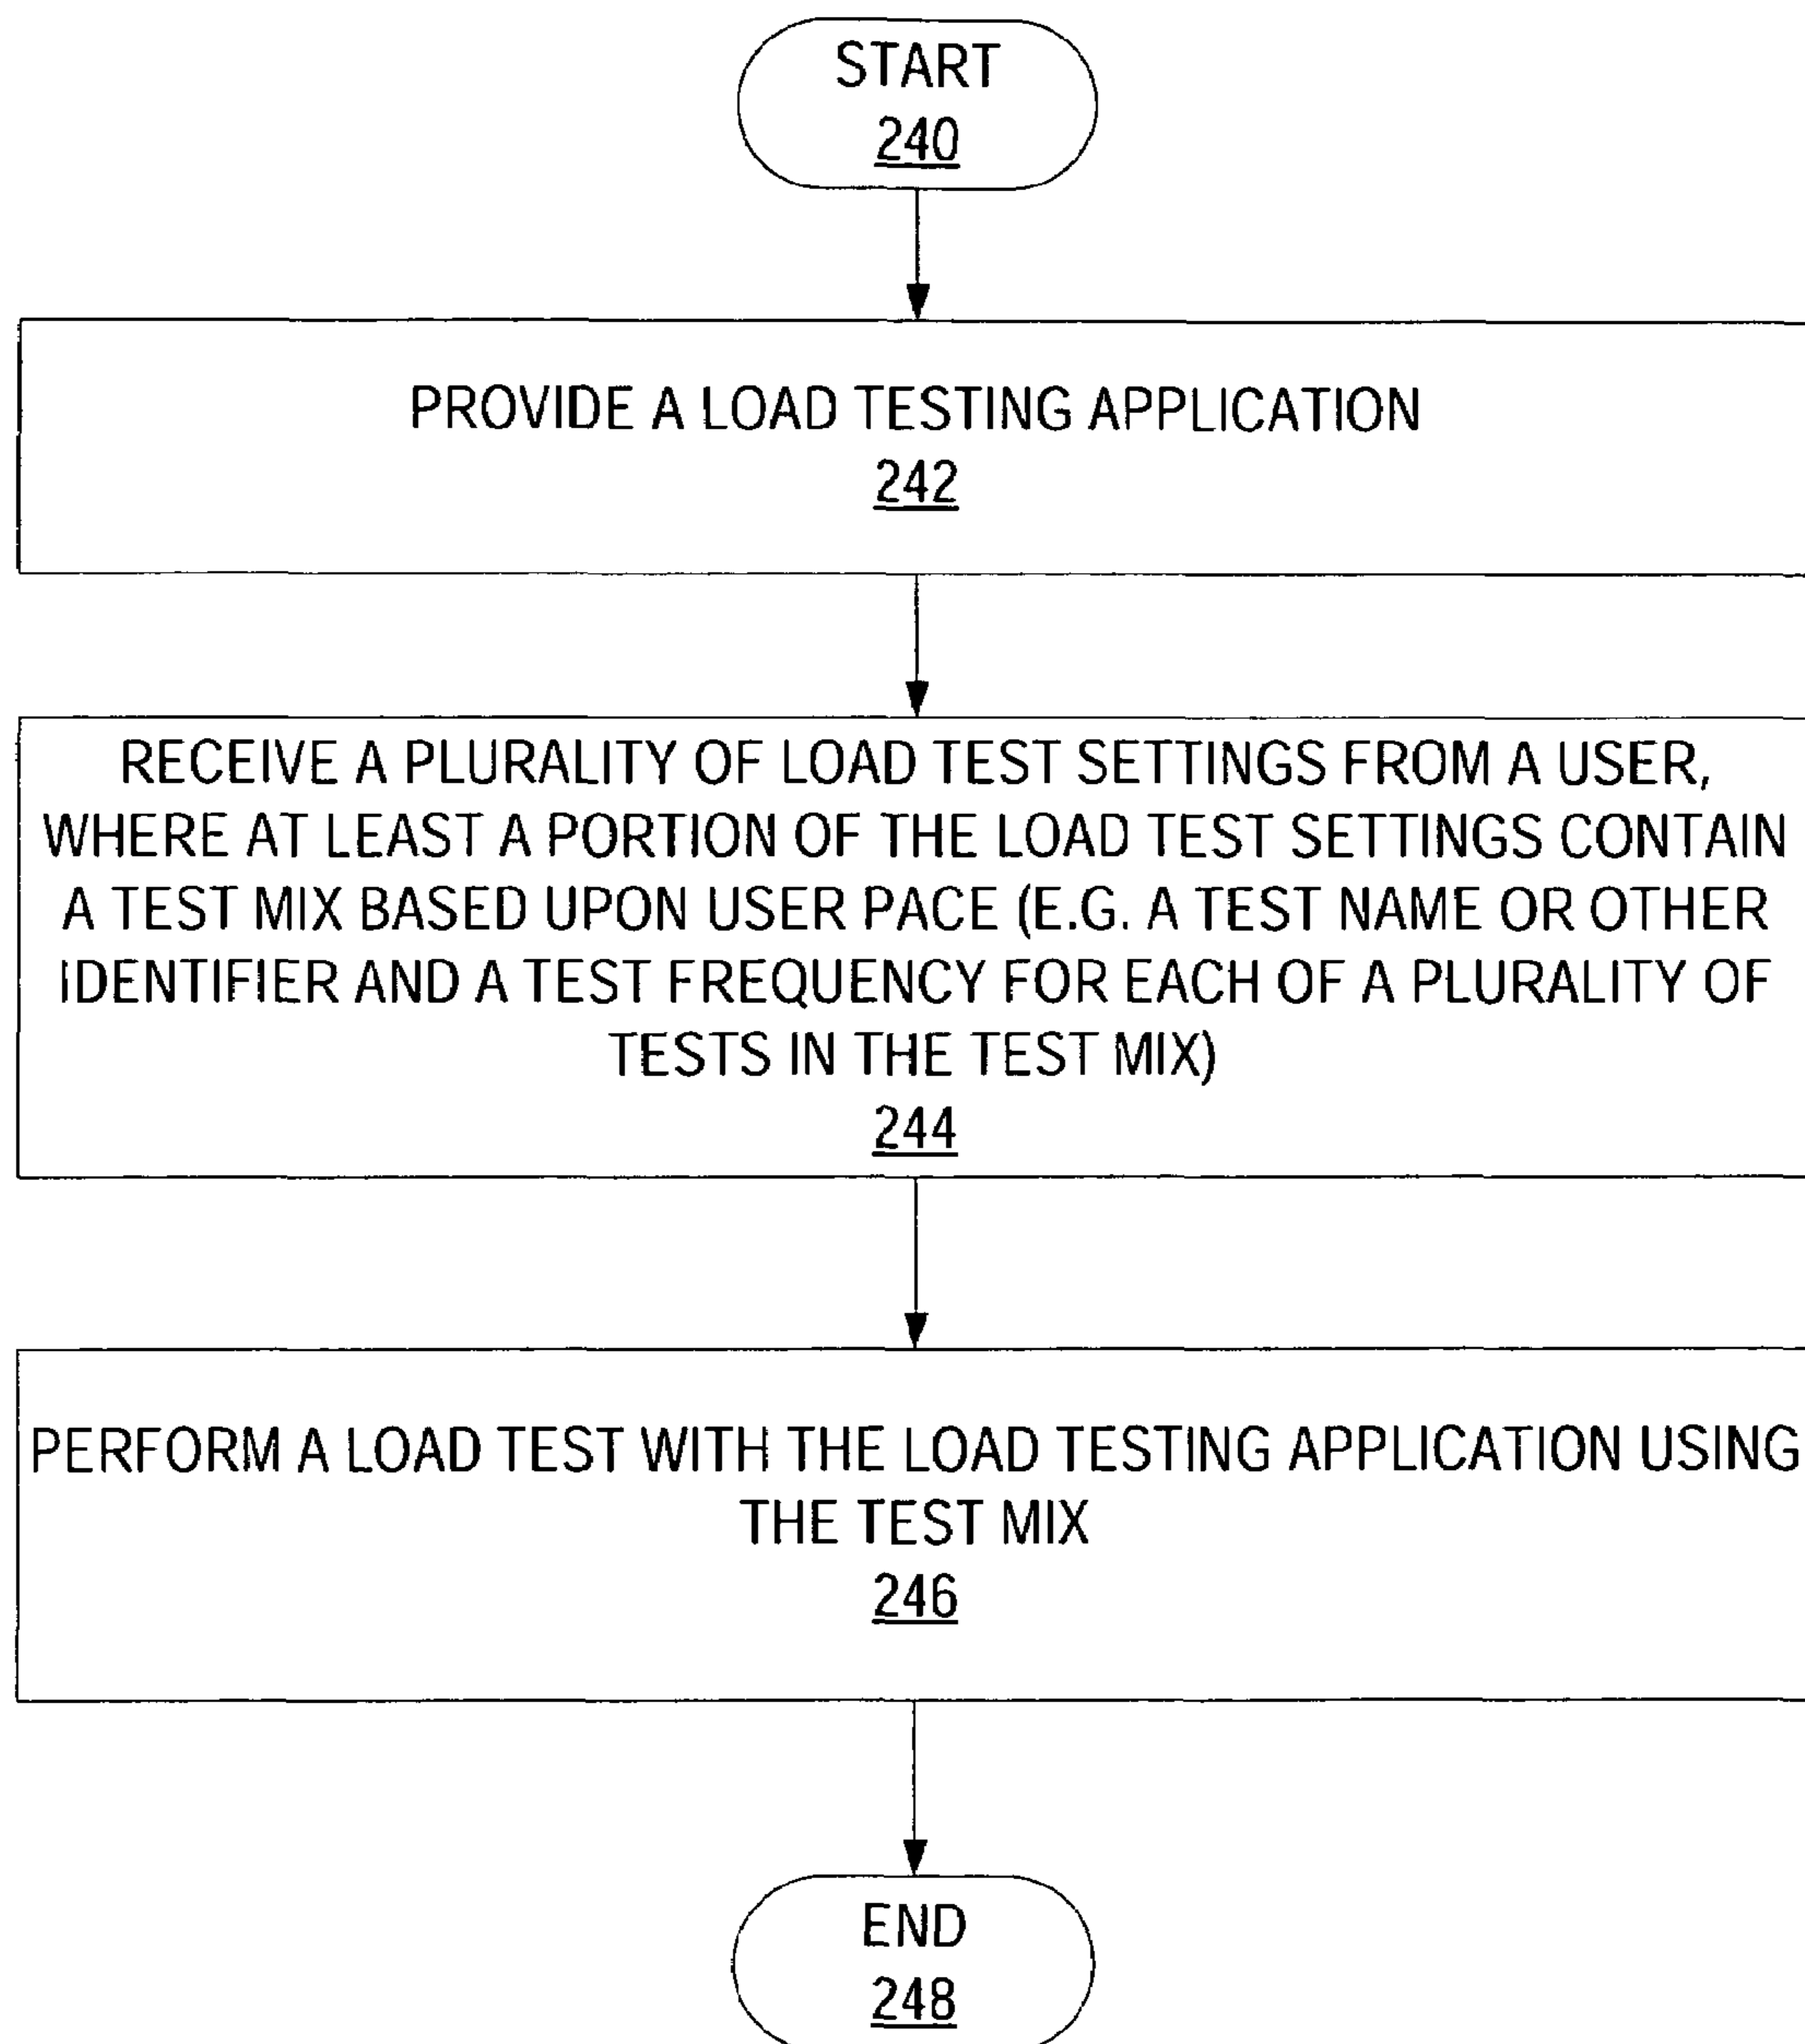 START
240
PROVIDE A LOAD TESTING APPLICATION
242
RECEIVE A PLURALITY OF LOAD TEST SETTINGS FROM A USER,
WHERE AT LEAST A PORTION OF THE LOAD TEST SETTINGS CONTAIN
A TEST MIX BASED UPON USER PACE (E.G. A TEST NAME OR OTHER
IDENTIFIER AND A TEST FREQUENCY FOR EACH OF A PLURALITY OF
TESTS IN THE TEST MIX)
244
PERFORM A LOAD TEST WITH THE LOAD TESTING APPLICATION USING
THE TEST MIX
246
END
248